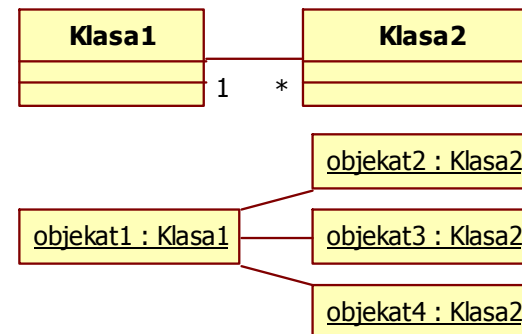 Klasa1 Klasa2
1 *
objekat2 : Klasa2
objekat1 : Klasa1 objekat3 : Klasa2
objekat4 : Klasa2